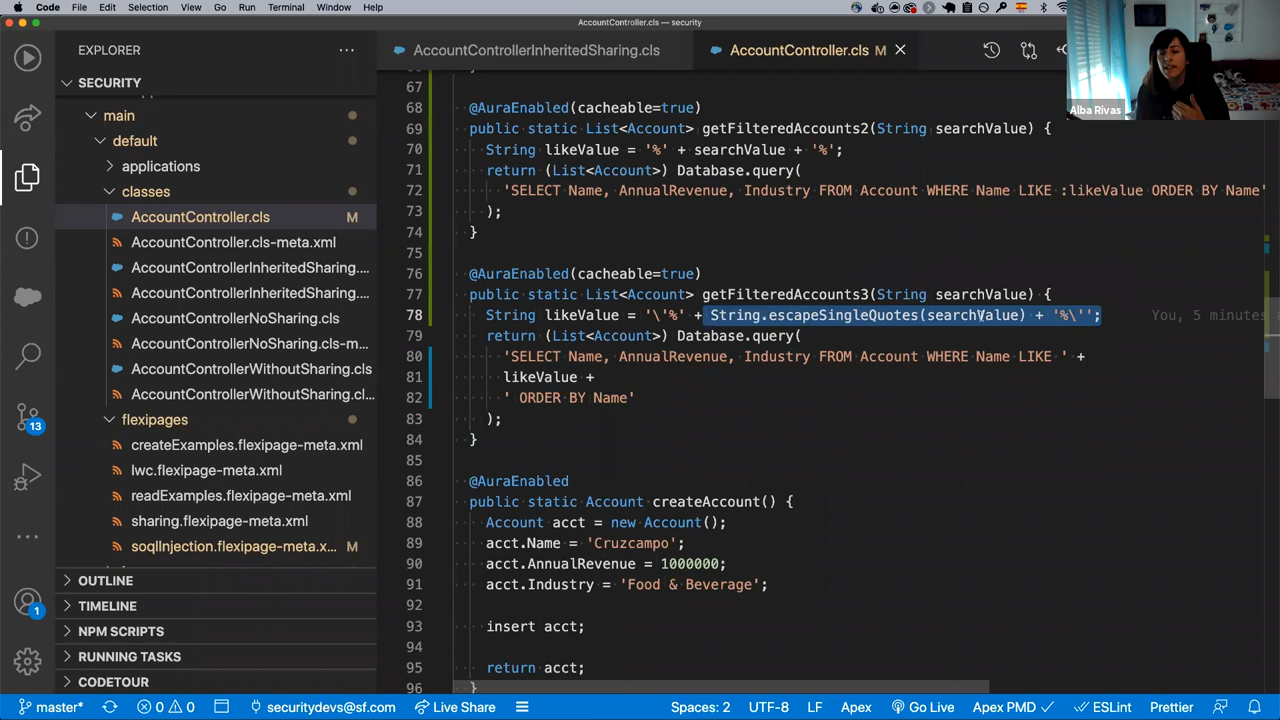 Code File Edit Selection View Go Run Terminal Window Help
AccountController.cls — security
EXPLORER
AccountControllerInheritedSharing.cls
AccountController.cls M
Alba Rivas
SECURITY
main
default
applications
classes
AccountController.cls M
AccountController.cls-meta.xml
AccountControllerInheritedSharing....
AccountControllerInheritedSharing....
AccountControllerNoSharing.cls
AccountControllerNoSharing.cls-met...
AccountControllerWithoutSharing.cls
AccountControllerWithoutSharing.cl...
flexipages
createExamples.flexipage-meta.xml
lwc.flexipage-meta.xml
readExamples.flexipage-meta.xml
sharing.flexipage-meta.xml
soqlInjection.flexipage-meta.x... M
OUTLINE
TIMELINE
NPM SCRIPTS
RUNNING TASKS
CODETOUR
13
1
67
68 @AuraEnabled(cacheable=true)
69 public static List<Account> getFilteredAccounts2(String searchValue) {
70 String likeValue = '%' + searchValue + '%';
71 return (List<Account>) Database.query(
72 'SELECT Name, AnnualRevenue, Industry FROM Account WHERE Name LIKE :likeValue ORDER BY Name'
73 );
74 }
75
76 @AuraEnabled(cacheable=true)
77 public static List<Account> getFilteredAccounts3(String searchValue) {
78 String likeValue = '\'%' + String.escapeSingleQuotes(searchValue) + '%\''; You, 5 minutes a
79 return (List<Account>) Database.query(
80 'SELECT Name, AnnualRevenue, Industry FROM Account WHERE Name LIKE ' +
81 likeValue +
82 ' ORDER BY Name'
83 );
84 }
85
86 @AuraEnabled
87 public static Account createAccount() {
88 Account acct = new Account();
89 acct.Name = 'Cruzcampo';
90 acct.AnnualRevenue = 1000000;
91 acct.Industry = 'Food & Beverage';
92
93 insert acct;
94
95 return acct;
96 }
master* 0 0 securitydevs@sf.com Live Share Spaces: 2 UTF-8 LF Apex Go Live Apex PMD ESLint Prettier